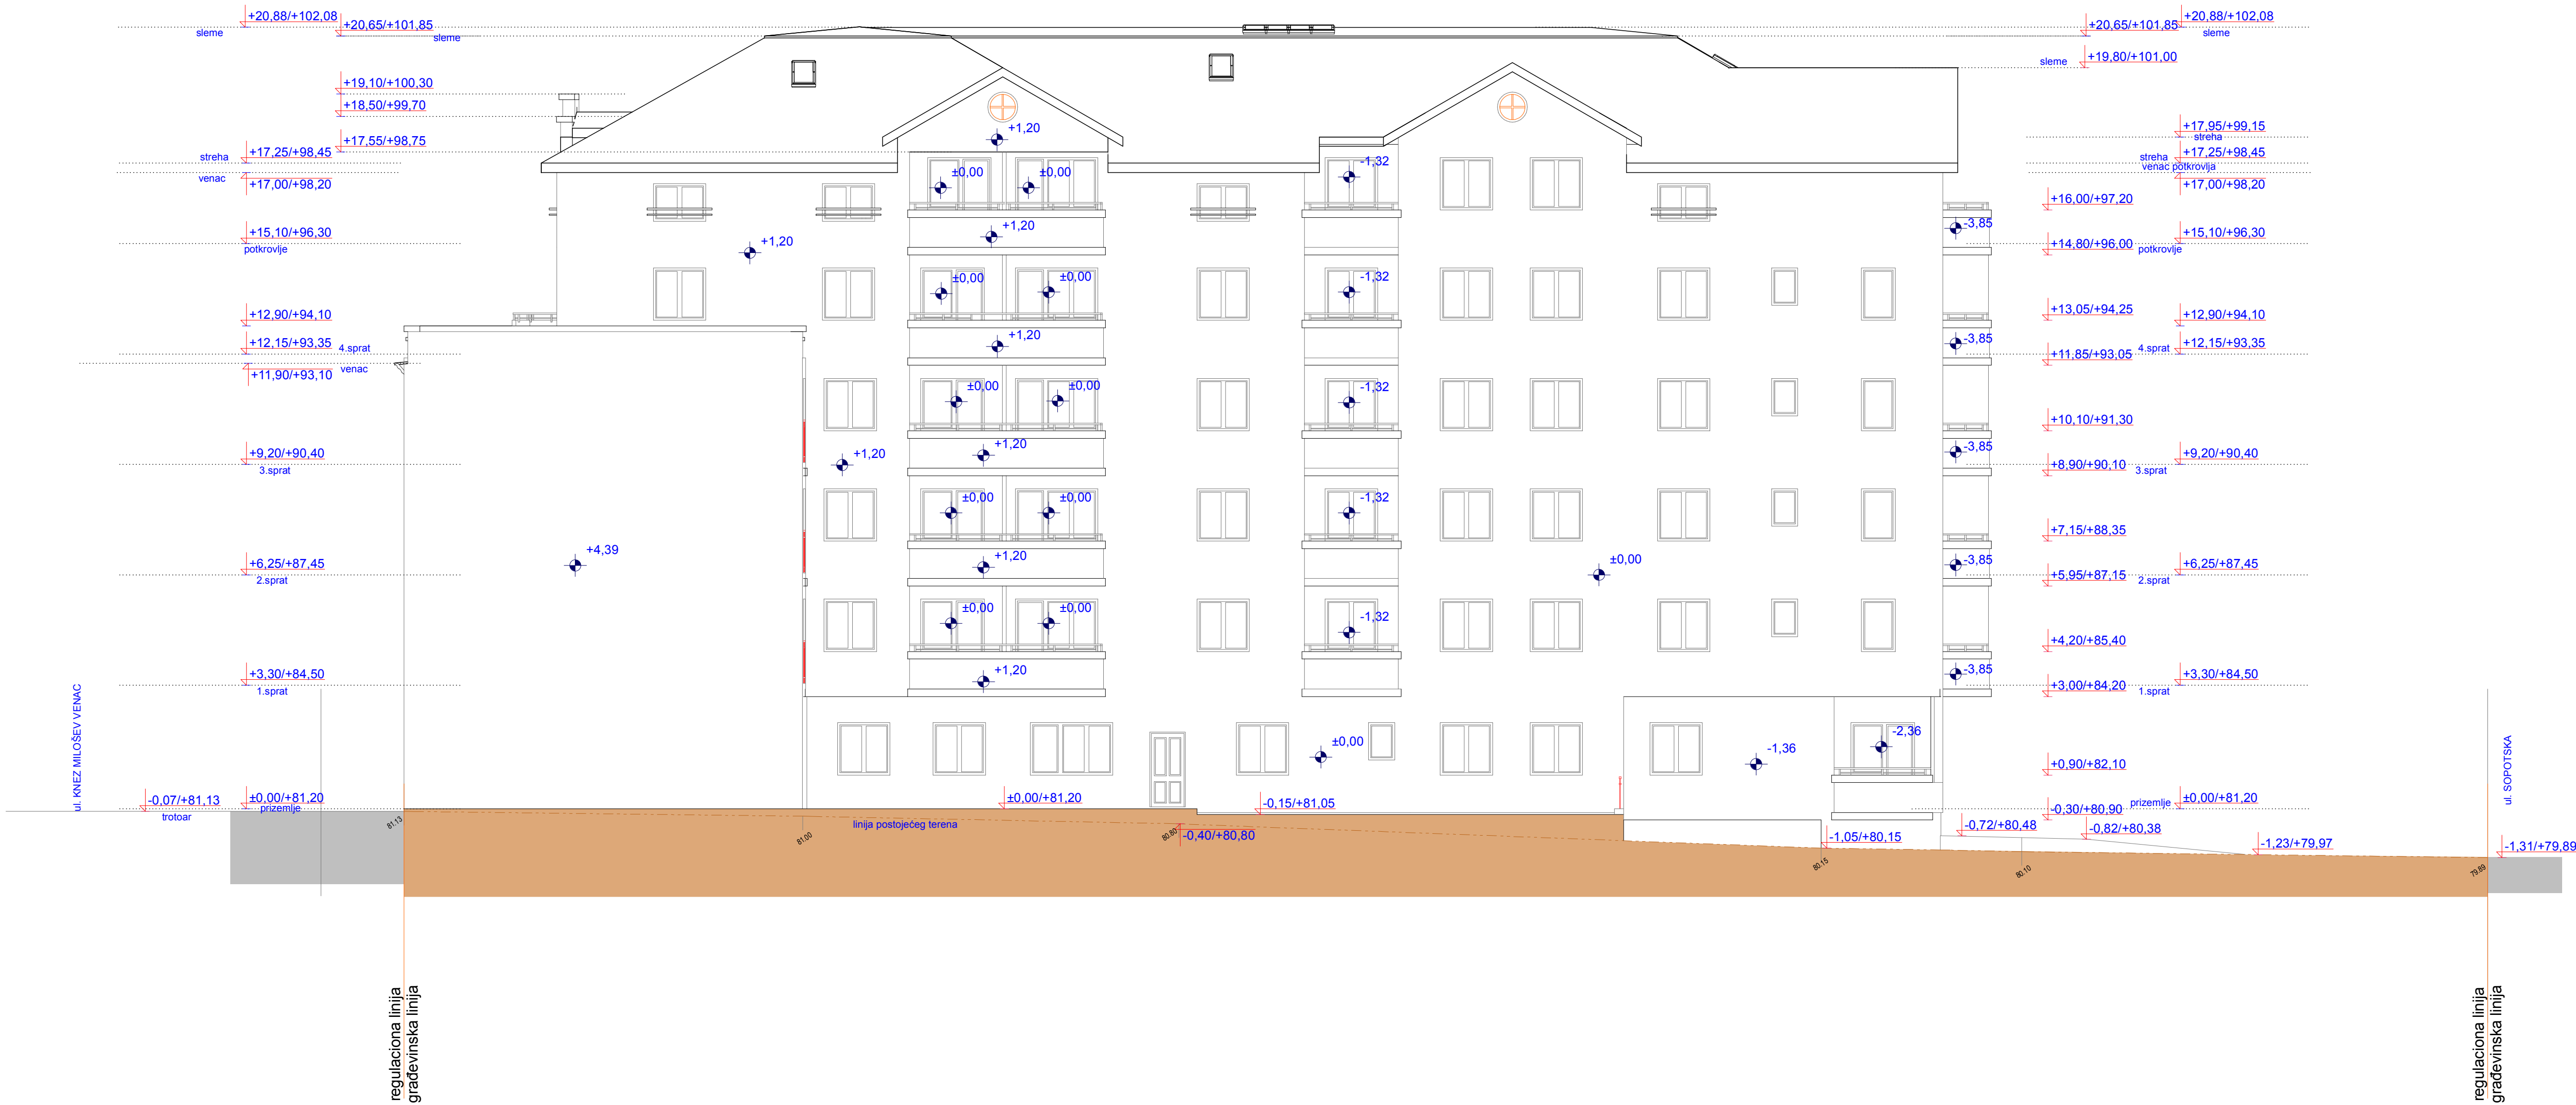 +20,88/+102,08
sleme
+20,65/+101,85
sleme
+19,10/+100,30
+18,50/+99,70
+17,55/+98,75
streha
+17,25/+98,45
venac
+17,00/+98,20
+15,10/+96,30
potkrovlje
+12,90/+94,10
+12,15/+93,35
4.sprat
venac
+11,90/+93,10
+9,20/+90,40
3.sprat
+6,25/+87,45
2.sprat
+3,30/+84,50
1.sprat
-0,07/+81,13
trotoar
±0,00/+81,20
prizemlje
ul. KNEZ MILOŠEV VENAC
+1,20
±0,00
±0,00
-1,32
+1,20
+1,20
±0,00
±0,00
-1,32
+1,20
±0,00
±0,00
-1,32
+1,20
+1,20
±0,00
±0,00
-1,32
+4,39
+1,20
±0,00
±0,00
±0,00
-1,32
+1,20
±0,00
-1,36
-2,36
-3,85
-3,85
-3,85
-3,85
-3,85
±0,00/+81,20
-0,15/+81,05
linija postojećeg terena
-0,40/+80,80
-1,05/+80,15
-0,72/+80,48
-0,82/+80,38
-1,23/+79,97
-1,31/+79,89
81.13
81.00
80.80
80.15
80.10
79.89
+20,88/+102,08
sleme
+20,65/+101,85
sleme
+19,80/+101,00
+17,95/+99,15
streha
streha
+17,25/+98,45
venac potkrovlja
+17,00/+98,20
+16,00/+97,20
+15,10/+96,30
+14,80/+96,00
potkrovlje
+13,05/+94,25
+12,90/+94,10
4.sprat
+12,15/+93,35
+11,85/+93,05
+10,10/+91,30
+9,20/+90,40
+8,90/+90,10
3.sprat
+7,15/+88,35
+6,25/+87,45
+5,95/+87,15
2.sprat
+4,20/+85,40
+3,30/+84,50
+3,00/+84,20
1.sprat
+0,90/+82,10
prizemlje
±0,00/+81,20
-0,30/+80,90
ul. SOPOTSKA
regulaciona linija
građevinska linija
regulaciona linija
građevinska linija